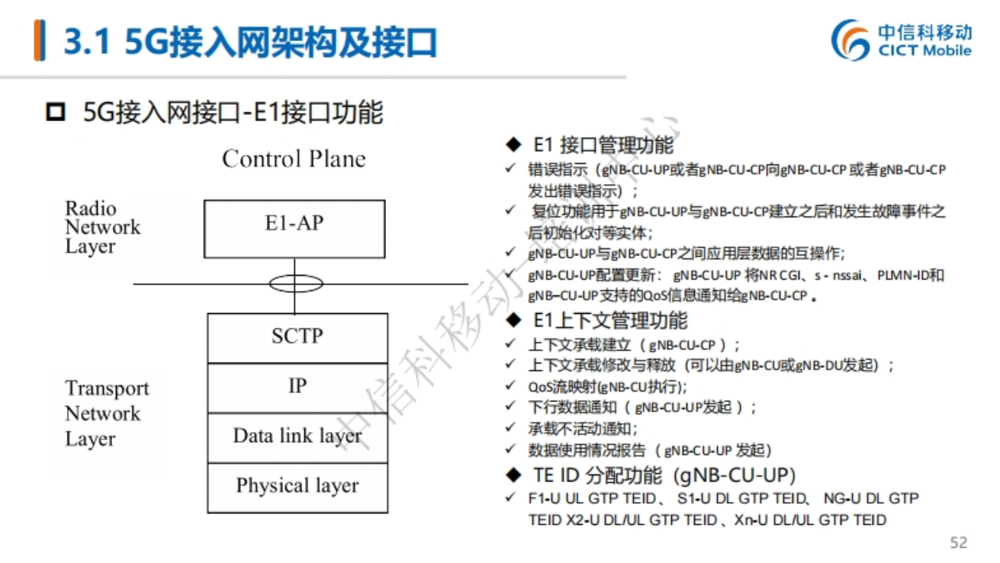 3.1 5G接入网架构及接口
中信科移动
CICT Mobile
5G接入网接口-E1接口功能
Control Plane
Radio
Network
Layer
E1-AP
SCTP
IP
Data link layer
Physical layer
Transport
Network
Layer
◆ E1 接口管理功能
✓ 错误指示（gNB-CU-UP或者gNB-CU-CP向gNB-CU-CP 或者gNB-CU-CP
发出错误指示）;
✓ 复位功能用于gNB-CU-UP与gNB-CU-CP建立之后和发生故障事件之
后初始化对等实体;
✓ gNB-CU-UP与gNB-CU-CP之间应用层数据的互操作;
✓ gNB-CU-UP配置更新： gNB-CU-UP 将NR CGI、s - nssai、PLMN-ID和
gNB–CU-UP支持的QoS信息通知给gNB-CU-CP 。
◆ E1上下文管理功能
✓ 上下文承载建立（ gNB-CU-CP ）;
✓ 上下文承载修改与释放（可以由gNB-CU或gNB-DU发起）;
✓ QoS流映射(gNB-CU执行);
✓ 下行数据通知（ gNB-CU-UP发起 ）;
✓ 承载不活动通知;
✓ 数据使用情况报告（ gNB-CU-UP 发起）
◆ TE ID 分配功能（gNB-CU-UP）
✓ F1-U UL GTP TEID、 S1-U DL GTP TEID、 NG-U DL GTP
TEID X2-U DL/UL GTP TEID 、Xn-U DL/UL GTP TEID
中信科移动-培训中心
52